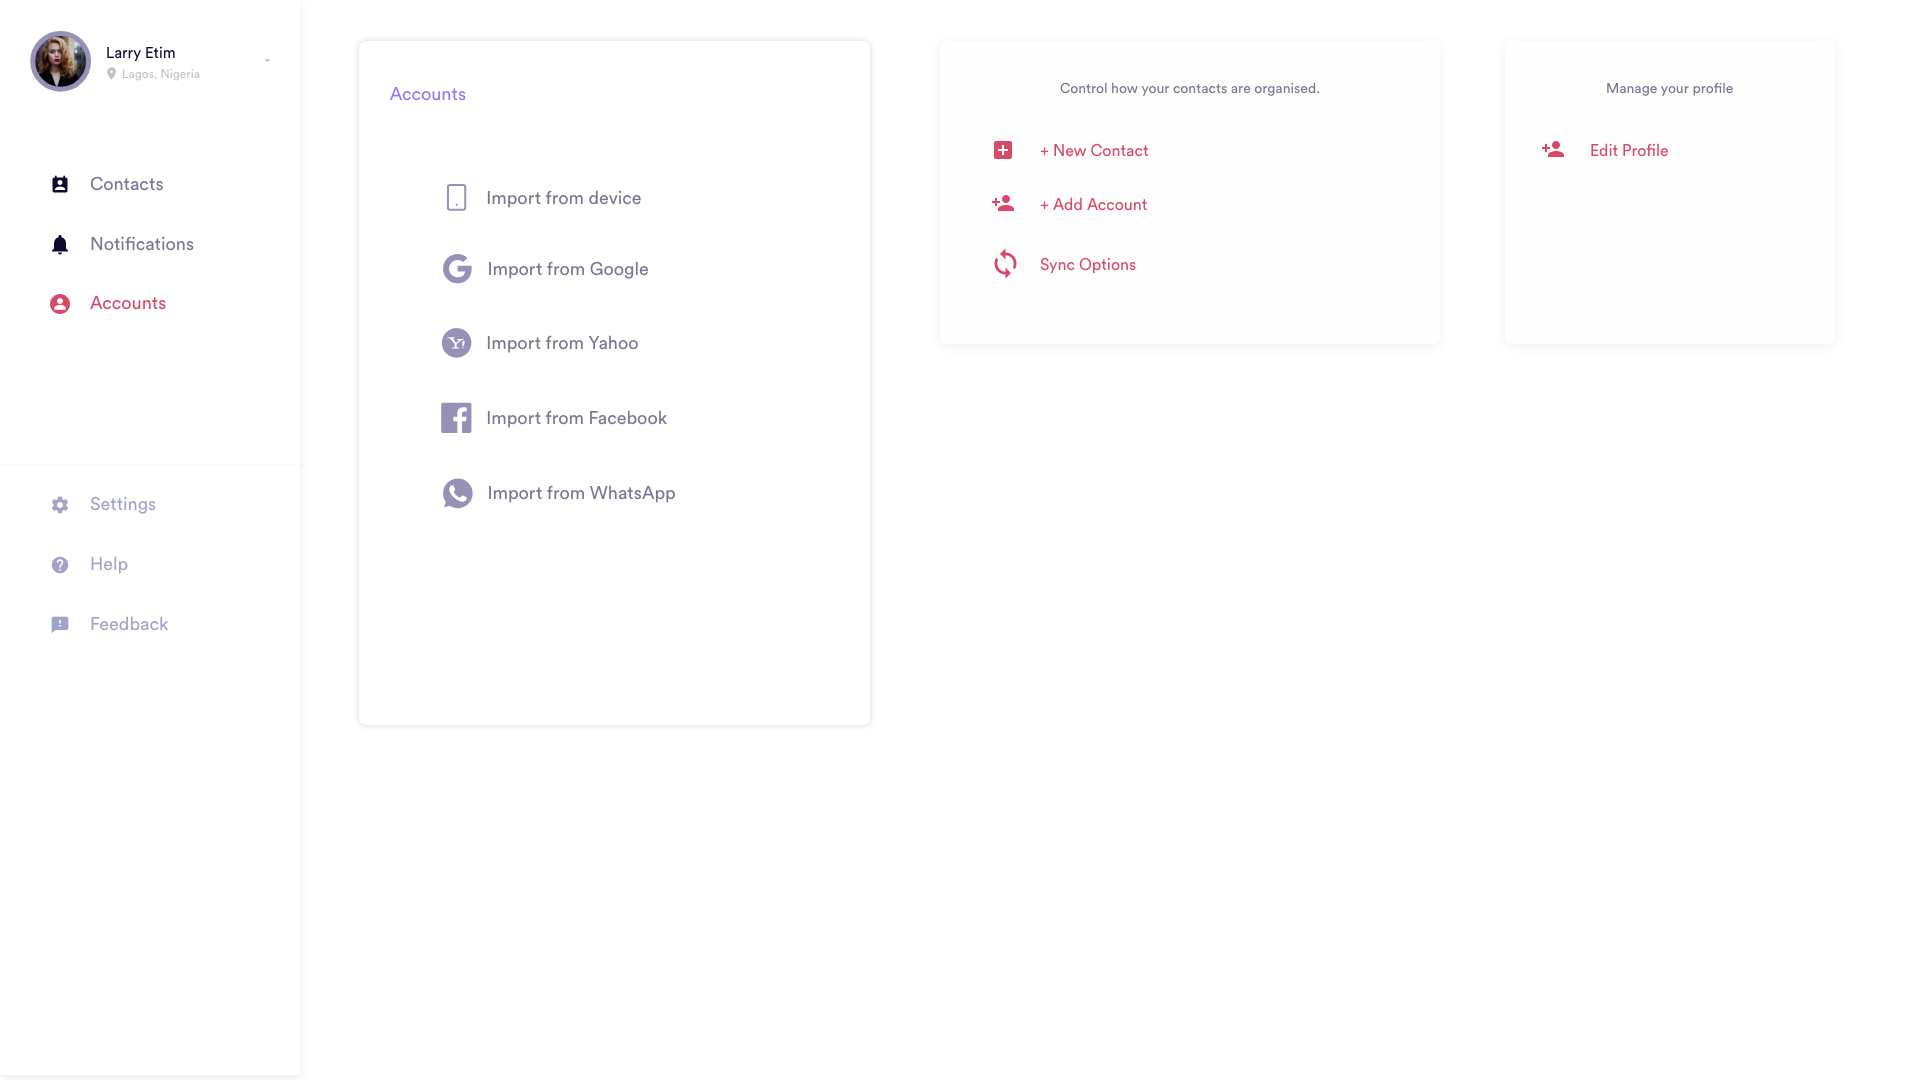 Larry Etim
Lagos, Nigeria
Contacts
Notifications
Accounts
Settings
Help
Feedback
Accounts
Import from device
Import from Google
Import from Yahoo
Import from Facebook
Import from WhatsApp
Control how your contacts are organised.
+ New Contact
+ Add Account
Sync Options
Manage your profile
Edit Profile